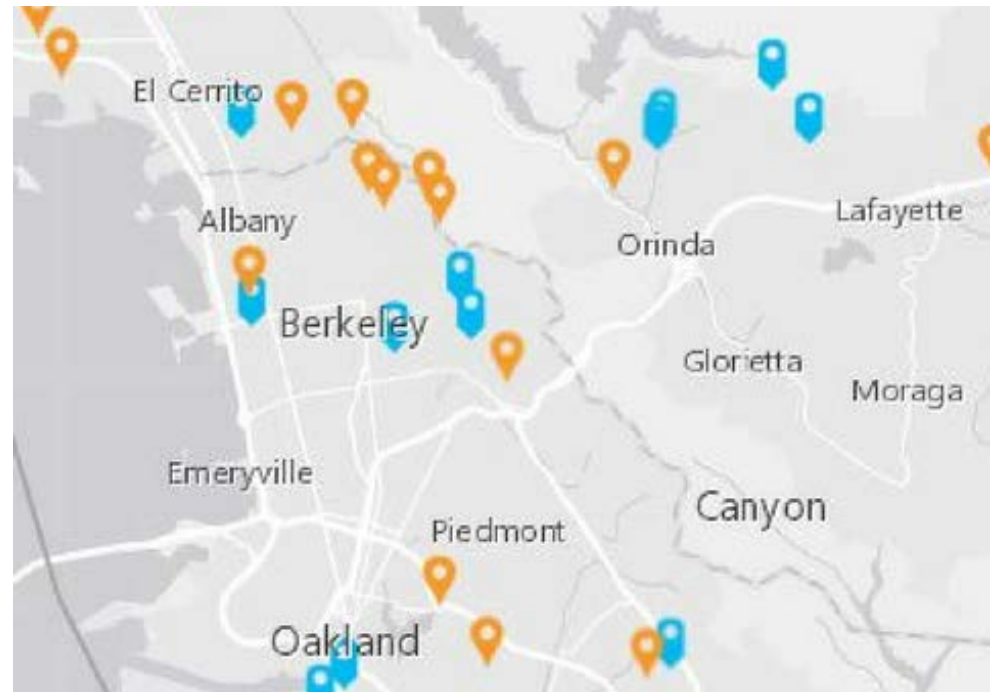 El Cerrito
Albany
Lafayette
Orinda
Berkeley
Glorietta
Moraga
Emeryville
Canyon
Piedmont
Oakland